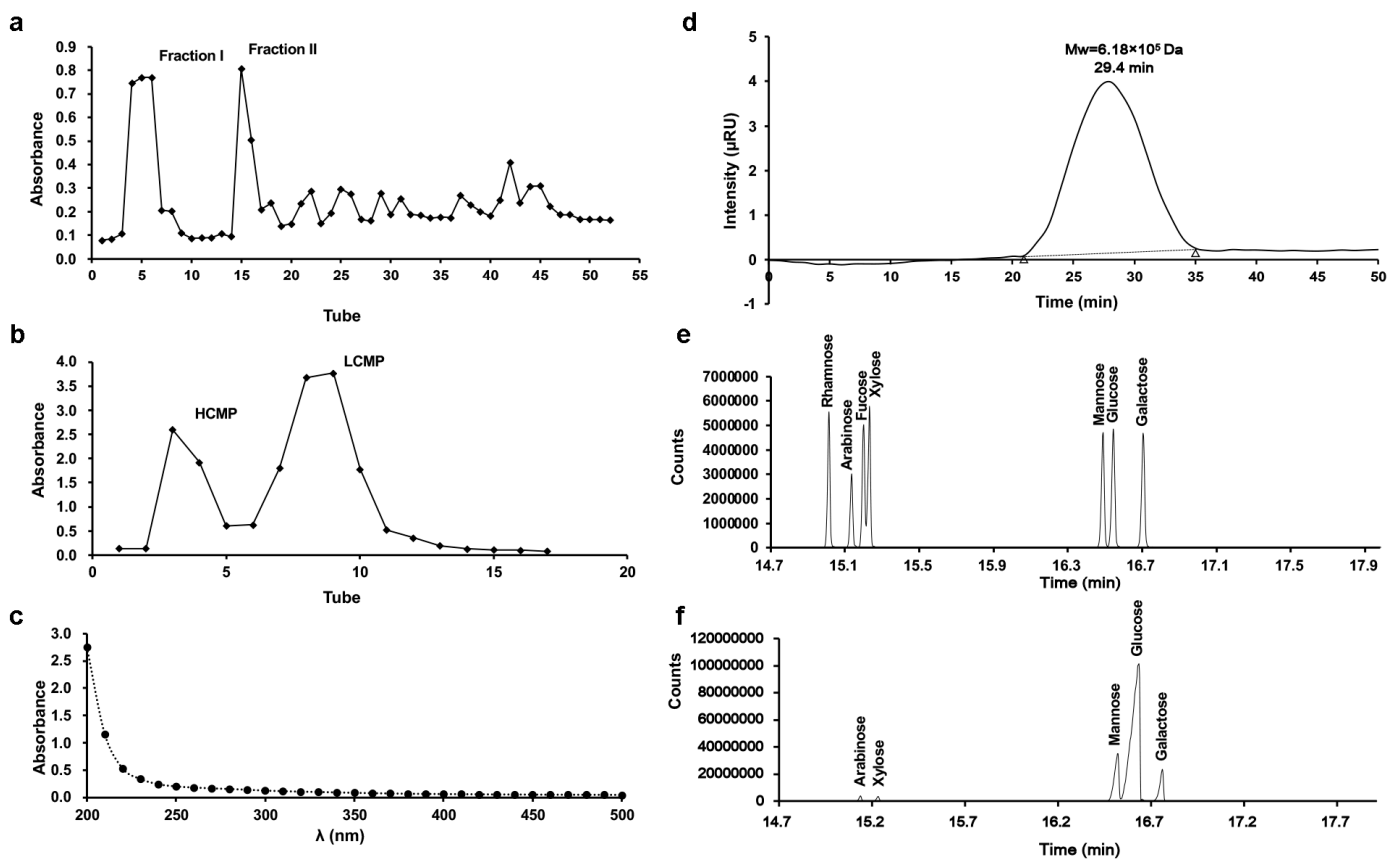 a
0.9
0.8
0.7
0.6
0.5
0.4
0.3
0.2
0.1
0.0
Absorbance
Fraction I
Fraction II
0 5 10 15 20 25 30 35 40 45 50 55
Tube
b
4.0
3.5
3.0
2.5
2.0
1.5
1.0
0.5
0.0
Absorbance
HCMP
LCMP
0 5 10 15 20
Tube
c
3.0
2.5
2.0
1.5
1.0
0.5
0.0
Absorbance
200 250 300 350 400 450 500
λ (nm)
d
5
4
3
2
1
0
-1
Intensity (μRU)
Mw=6.18×10⁵ Da
29.4 min
0 5 10 15 20 25 30 35 40 45 50
Time (min)
e
7000000
6000000
5000000
4000000
3000000
2000000
1000000
0
Counts
Rhamnose
Arabinose
Fucose
Xylose
Mannose
Glucose
Galactose
14.7 15.1 15.5 15.9 16.3 16.7 17.1 17.5 17.9
Time (min)
f
120000000
100000000
80000000
60000000
40000000
20000000
0
Counts
Arabinose
Xylose
Mannose
Glucose
Galactose
14.7 15.2 15.7 16.2 16.7 17.2 17.7
Time (min)